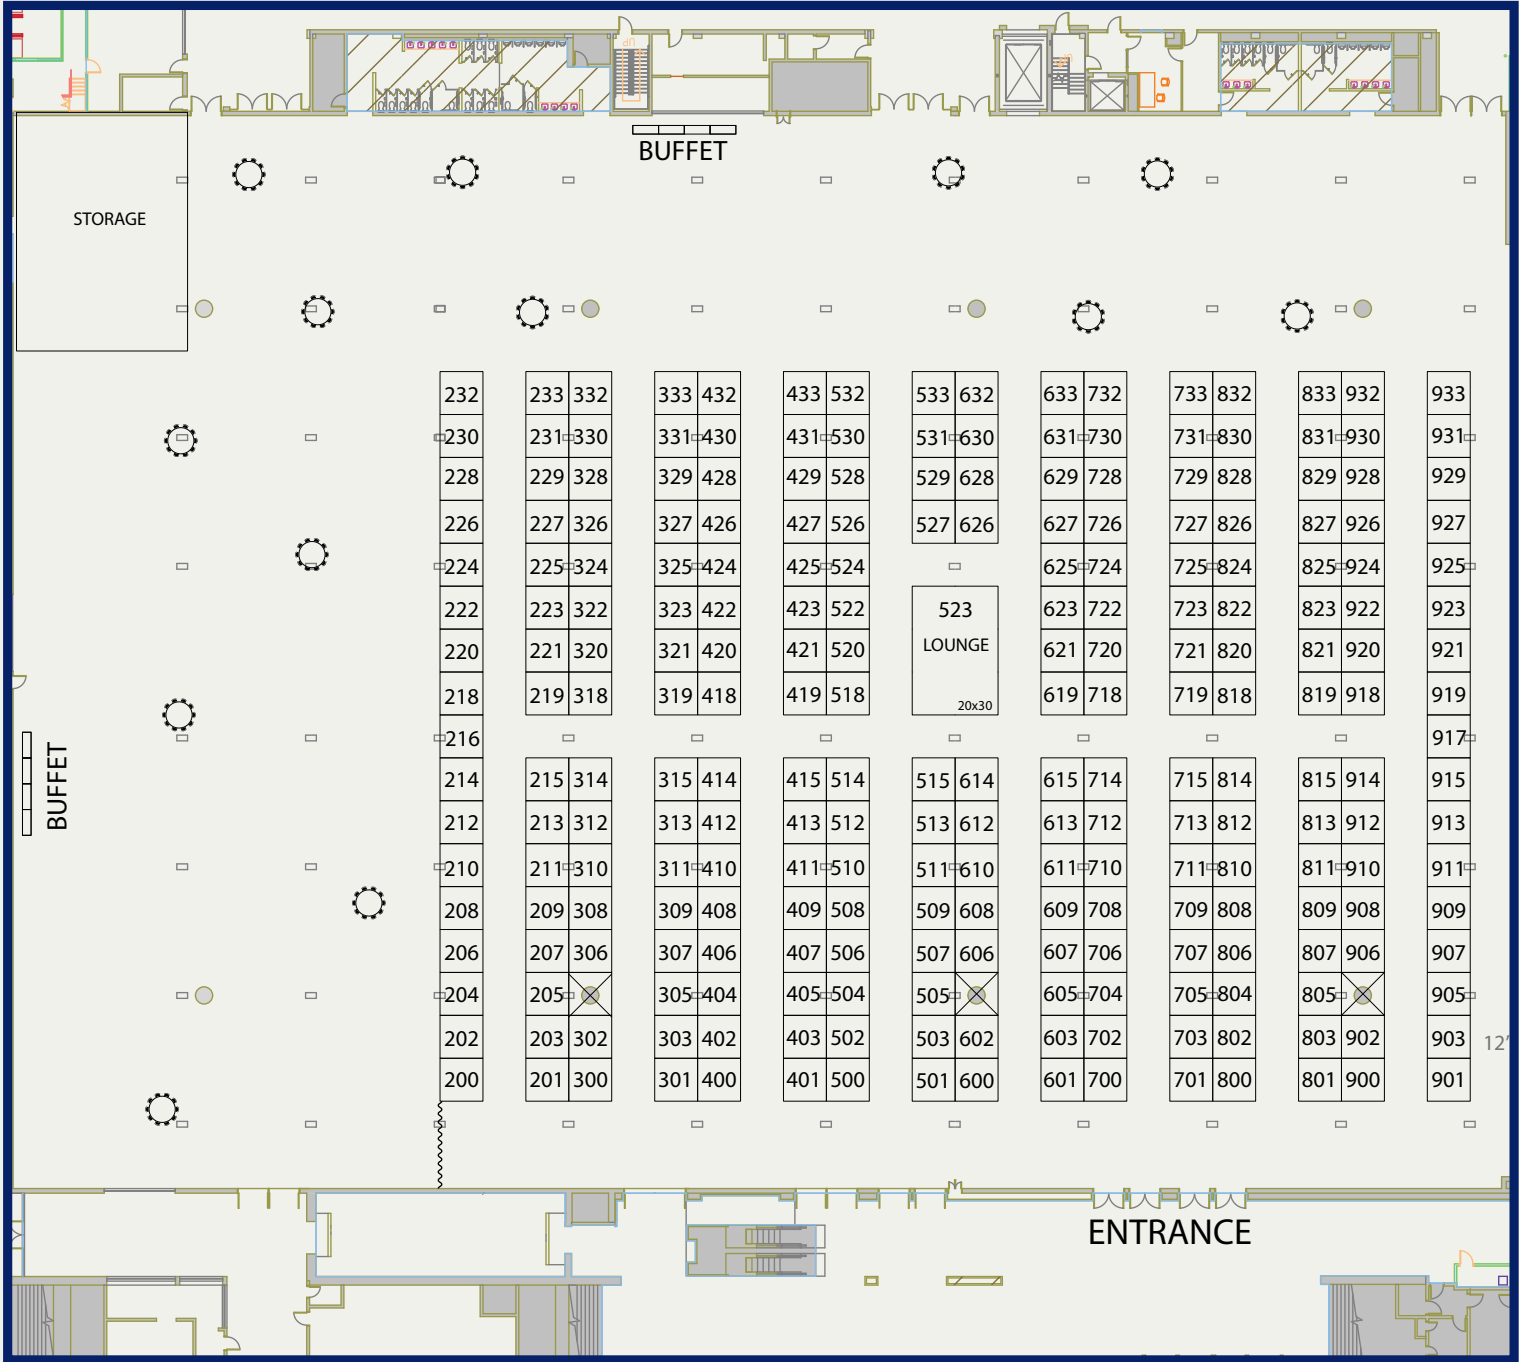 UP
BUFFET
STORAGE
232 233 332 333 432 433 532 533 632 633 732 733 832 833 932 933
230 231 330 331 430 431 530 531 630 631 730 731 830 831 930 931
228 229 328 329 428 429 528 529 628 629 728 729 828 829 928 929
226 227 326 327 426 427 526 527 626 627 726 727 826 827 926 927
224 225 324 325 424 425 524 625 724 725 824 825 924 925
222 223 322 323 422 423 522 523 623 722 723 822 823 922 923
220 221 320 321 420 421 520 LOUNGE 621 720 721 820 821 920 921
218 219 318 319 418 419 518 20x30 619 718 719 818 819 918 919
216 917
214 215 314 315 414 415 514 515 614 615 714 715 814 815 914 915
BUFFET
212 213 312 313 412 413 512 513 612 613 712 713 812 813 912 913
210 211 310 311 410 411 510 511 610 611 710 711 810 811 910 911
208 209 308 309 408 409 508 509 608 609 708 709 808 809 908 909
206 207 306 307 406 407 506 507 606 607 706 707 806 807 906 907
204 205 305 404 405 504 505 605 704 705 804 805 905
202 203 302 303 402 403 502 503 602 603 702 703 802 803 902 903 12'
200 201 300 301 400 401 500 501 600 601 700 701 800 801 900 901
ENTRANCE